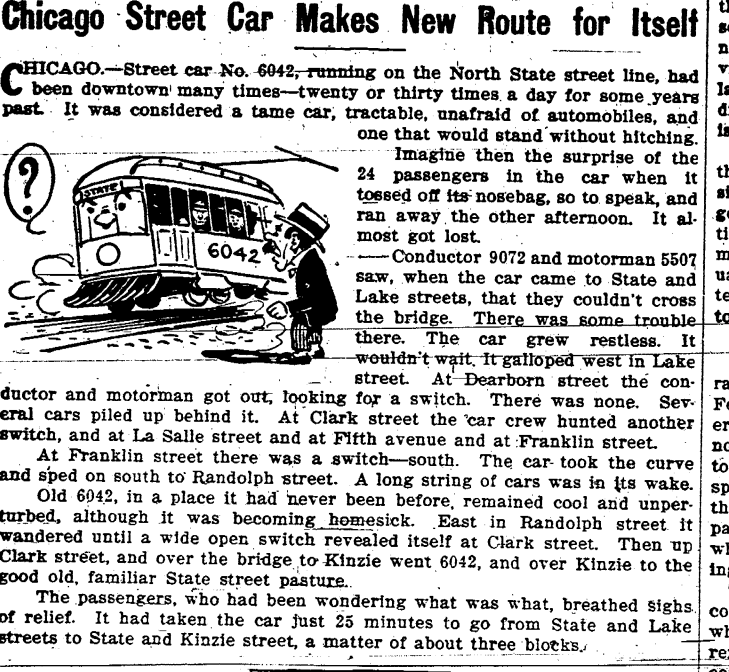 Chicago Street Car Makes New Route for Itself
CHICAGO.—Street car No. 6042, running on the North State street line, had
been downtown many times—twenty or thirty times a day for some years
past. It was considered a tame car, tractable, unafraid of automobiles, and
one that would stand without hitching.
Imagine then the surprise of the
24 passengers in the car when it
tossed off its nosebag, so to speak, and
ran away the other afternoon. It al-
most got lost.
?
STATE
6042
Conductor 9072 and motorman 5507
saw, when the car came to State and
Lake streets, that they couldn't cross
the bridge. There was some trouble
there. The car grew restless. It
wouldn't wait. It galloped west in Lake
street. At Dearborn street the con-
ductor and motorman got out, looking for a switch. There was none. Sev-
eral cars piled up behind it. At Clark street the car crew hunted another
switch, and at La Salle street and at Fifth avenue and at Franklin street.
At Franklin street there was a switch—south. The car took the curve
and sped on south to Randolph street. A long string of cars was in its wake.
Old 6042, in a place it had never been before, remained cool and unper-
turbed, although it was becoming homesick. East in Randolph street it
wandered until a wide open switch revealed itself at Clark street. Then up
Clark street, and over the bridge to Kinzie went 6042, and over Kinzie to the
good old, familiar State street pasture.
The passengers, who had been wondering what was what, breathed sighs
of relief. It had taken the car just 25 minutes to go from State and Lake
streets to State and Kinzie street, a matter of about three blocks.